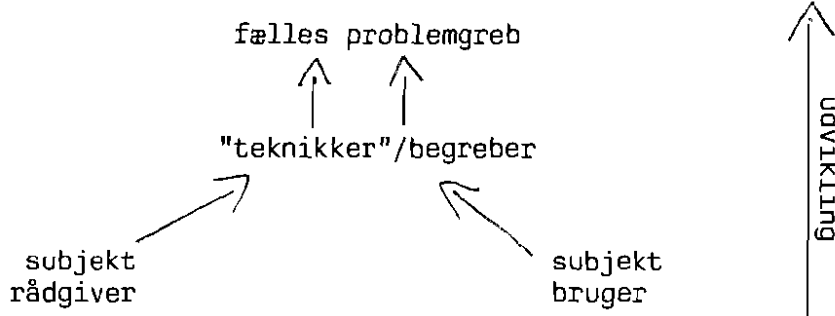 fælles problemgreb
"teknikker"/begreber
subjekt
rådgiver
subjekt
bruger
udvikling